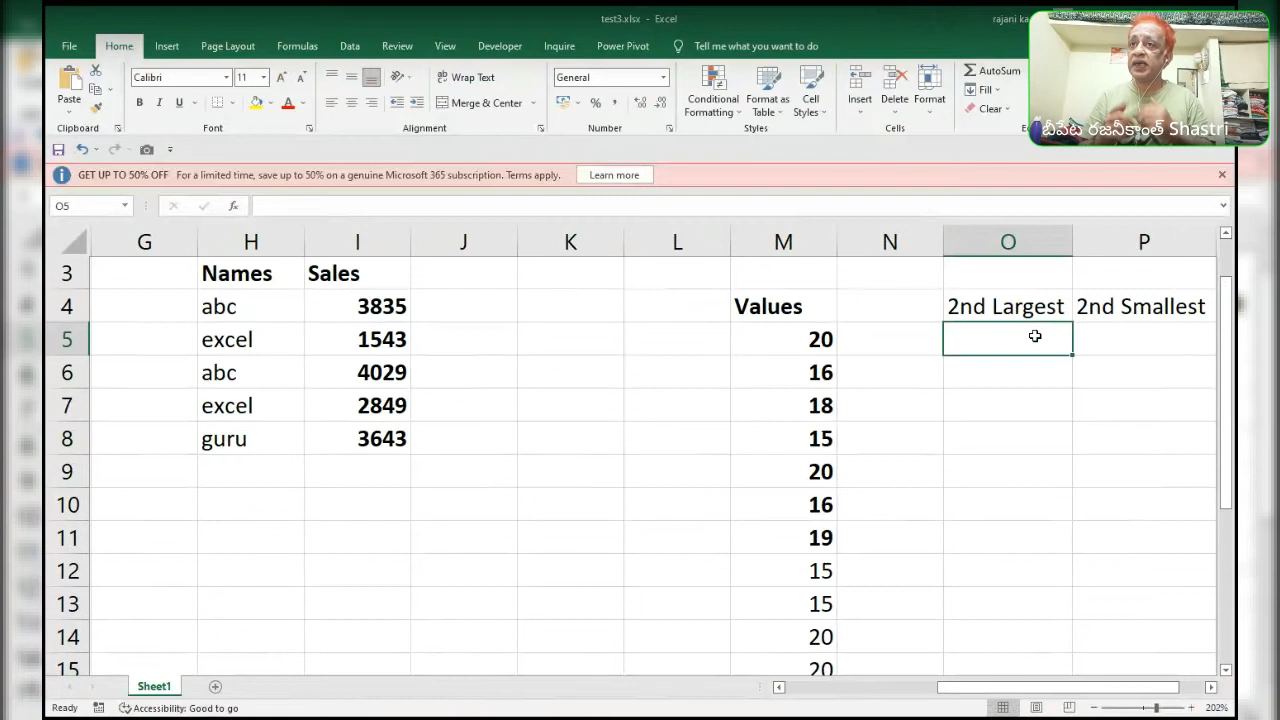 test3.xlsx - Excel
rajani ka
File Home Insert Page Layout Formulas Data Review View Developer Inquire Power Pivot Tell me what you want to do
Paste
Calibri 11
B I U
Wrap Text
Merge & Center
General
Conditional Formatting
Format as Table
Cell Styles
Insert Delete Format
AutoSum
Fill
Clear
Clipboard Font Alignment Number Styles Cells
బీపేట రజనీకాంత్ Shastri
GET UP TO 50% OFF For a limited time, save up to 50% on a genuine Microsoft 365 subscription. Terms apply. Learn more
O5 fx
G H I J K L M N O P
3 Names Sales
4 abc 3835 Values 2nd Largest 2nd Smallest
5 excel 1543 20
6 abc 4029 16
7 excel 2849 18
8 guru 3643 15
9 20
10 16
11 19
12 15
13 15
14 20
15 20
Sheet1
Ready Accessibility: Good to go 202%